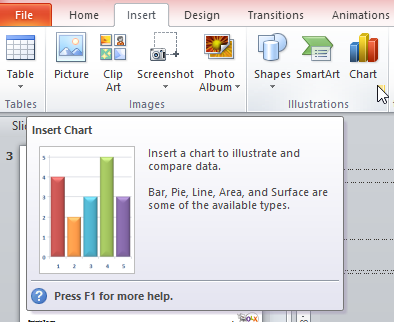 File Home Insert Design Transitions Animations
Table Picture Clip Art Screenshot Photo Album Shapes SmartArt Chart
Tables Images Illustrations
3
Insert Chart
Insert a chart to illustrate and
compare data.
Bar, Pie, Line, Area, and Surface are
some of the available types.
5
4
3
2
1
0
1 2 3 4 5
Press F1 for more help.